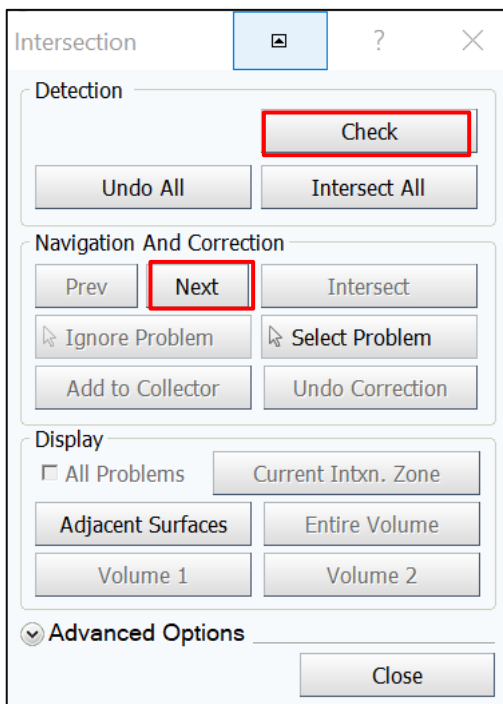 Intersection ?
Detection
Check
Undo All Intersect All
Navigation And Correction
Prev Next Intersect
Ignore Problem Select Problem
Add to Collector Undo Correction
Display
All Problems Current Intxn. Zone
Adjacent Surfaces Entire Volume
Volume 1 Volume 2
Advanced Options
Close